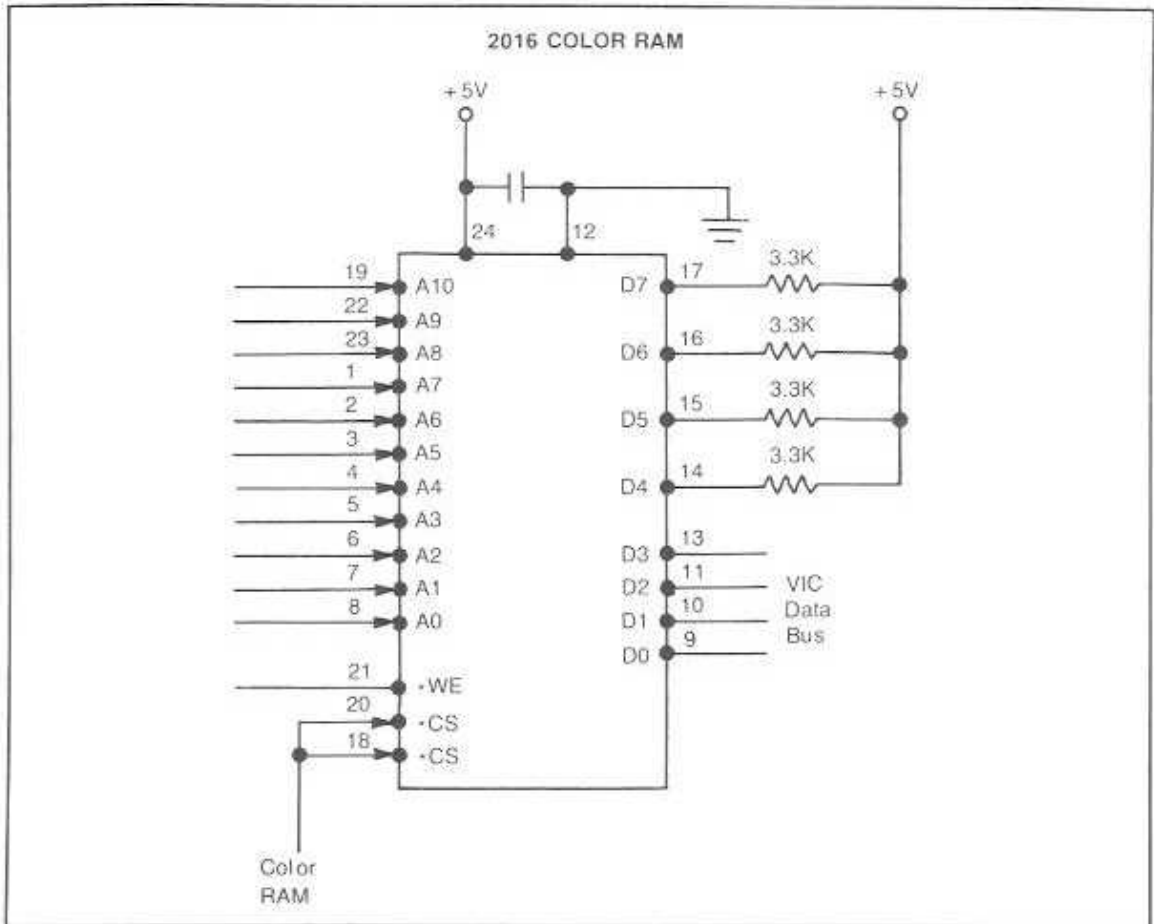 2016 COLOR RAM
+5V
+5V
24
12
19
A10
22
A9
23
A8
1
A7
2
A6
3
A5
4
A4
5
A3
6
A2
7
A1
8
A0
21
•WE
20
•CS
18
•CS
D7
17
3.3K
D6
16
3.3K
D5
15
3.3K
D4
14
3.3K
D3
13
D2
11
D1
10
D0
9
VIC
Data
Bus
Color
RAM